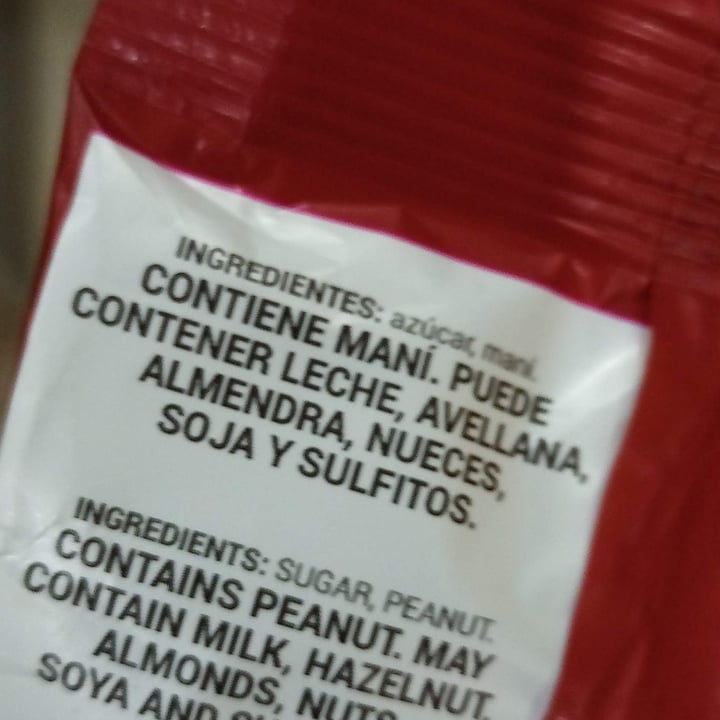 INGREDIENTES: azúcar, maní.
CONTIENE MANÍ. PUEDE
CONTENER LECHE, AVELLANA,
ALMENDRA, NUECES,
SOJA Y SULFITOS.
INGREDIENTS: SUGAR, PEANUT.
CONTAINS PEANUT. MAY
CONTAIN MILK, HAZELNUT,
ALMONDS, NUTS
SOYA AND